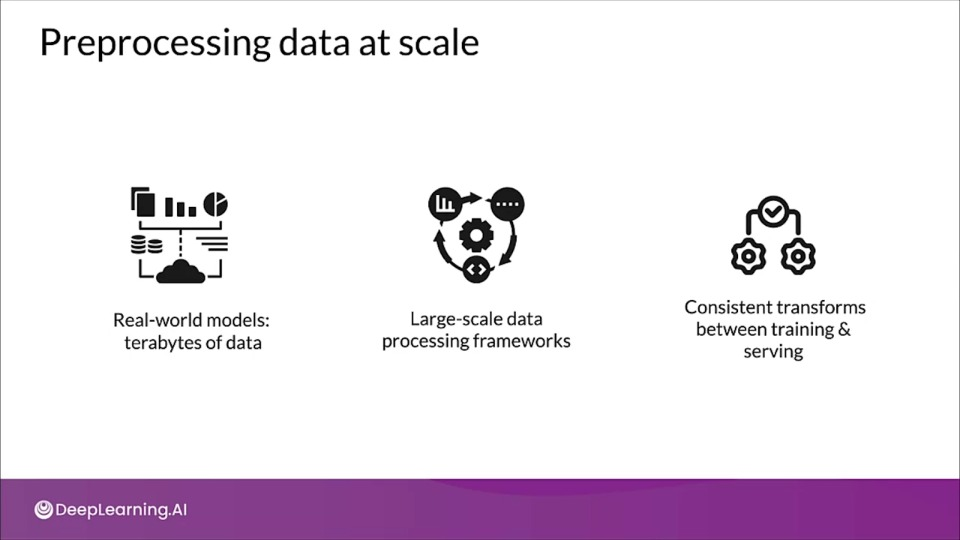 Preprocessing data at scale
Real-world models:
terabytes of data
Large-scale data
processing frameworks
Consistent transforms
between training &
serving
DeepLearning.AI